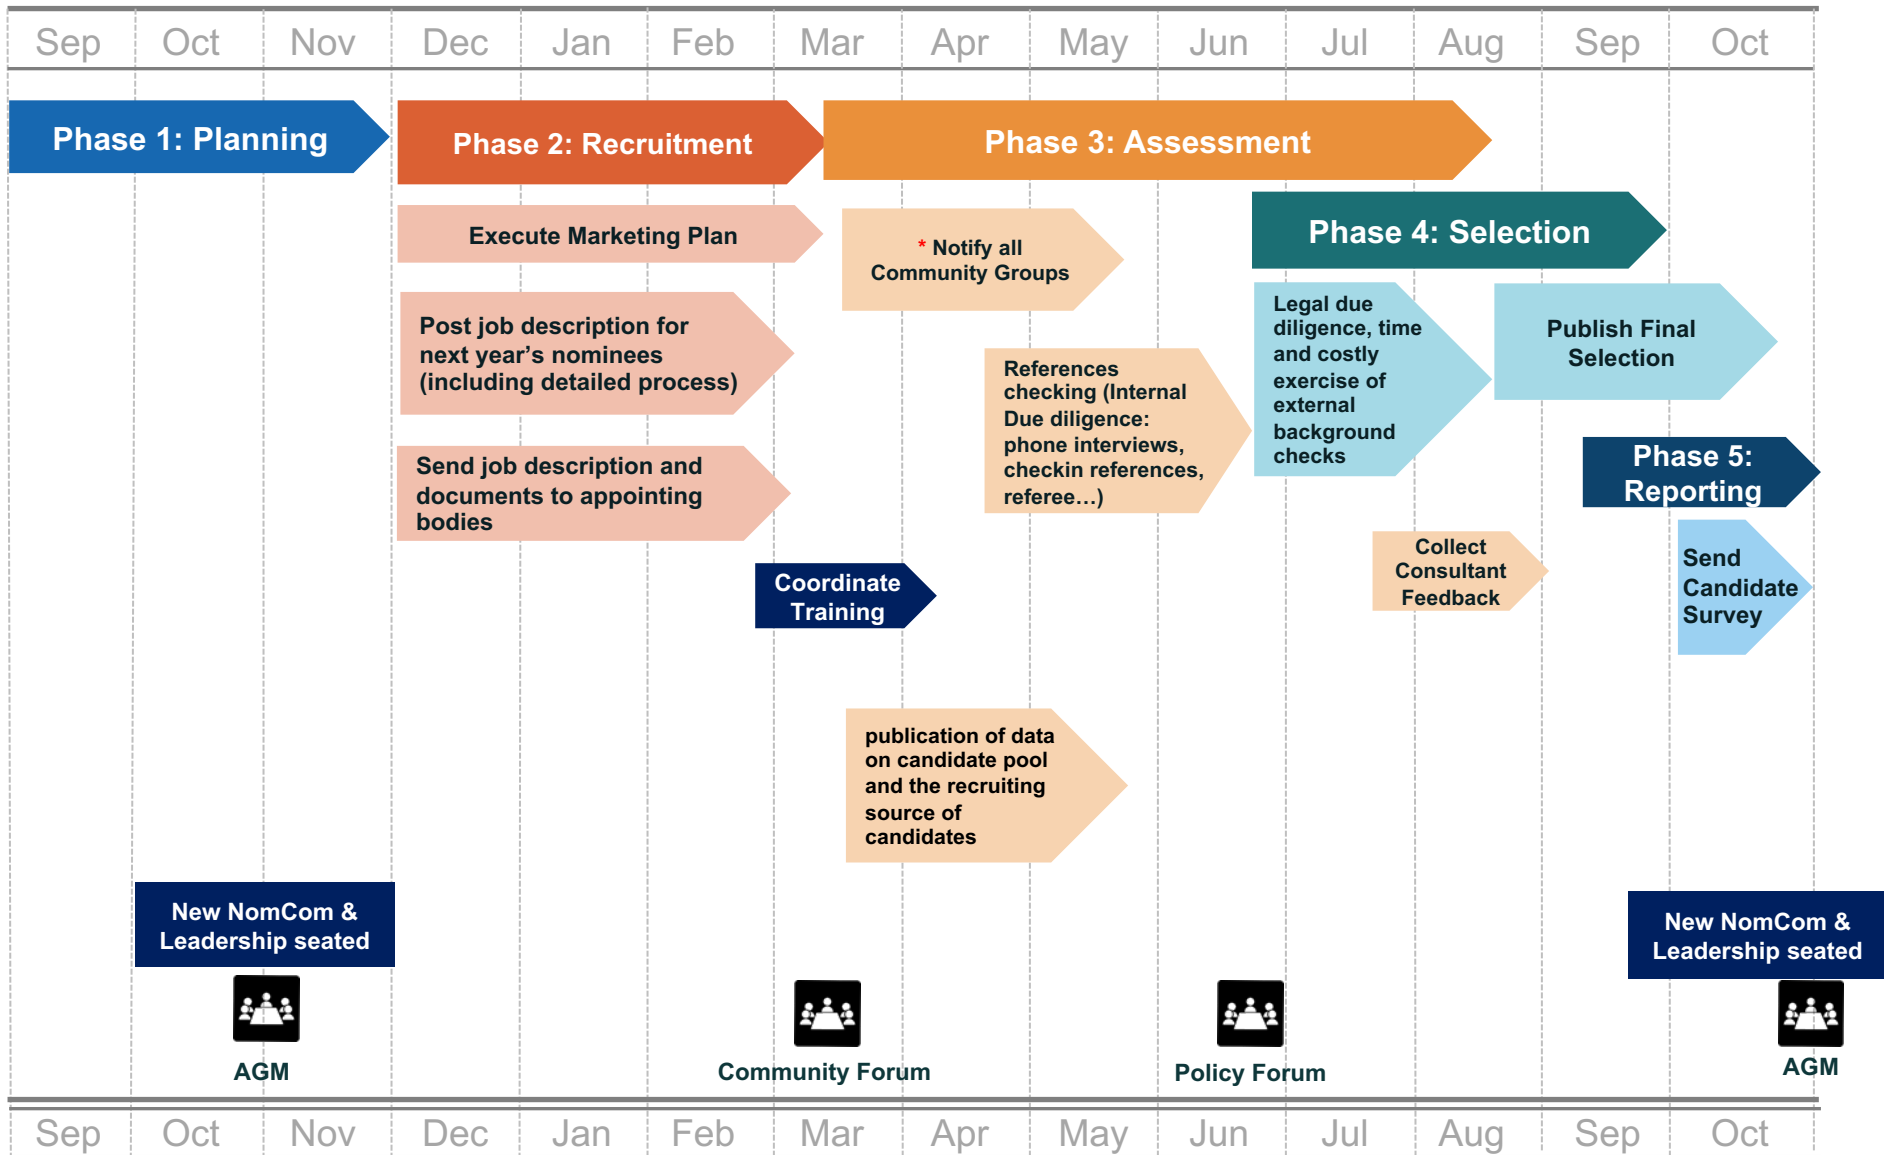 Sep Oct Nov Dec Jan Feb Mar Apr May Jun Jul Aug Sep Oct
Phase 1: Planning
Phase 2: Recruitment
Phase 3: Assessment
Execute Marketing Plan
* Notify all
Community Groups
Phase 4: Selection
Post job description for
next year’s nominees
(including detailed process)
References
checking (Internal
Due diligence:
phone interviews,
checkin references,
referee…)
Legal due
diligence, time
and costly
exercise of
external
background
checks
Publish Final
Selection
Send job description and
documents to appointing
bodies
Phase 5:
Reporting
Coordinate
Training
Collect
Consultant
Feedback
Send
Candidate
Survey
publication of data
on candidate pool
and the recruiting
source of
candidates
New NomCom &
Leadership seated
New NomCom &
Leadership seated
AGM
Community Forum
Policy Forum
AGM
Sep Oct Nov Dec Jan Feb Mar Apr May Jun Jul Aug Sep Oct